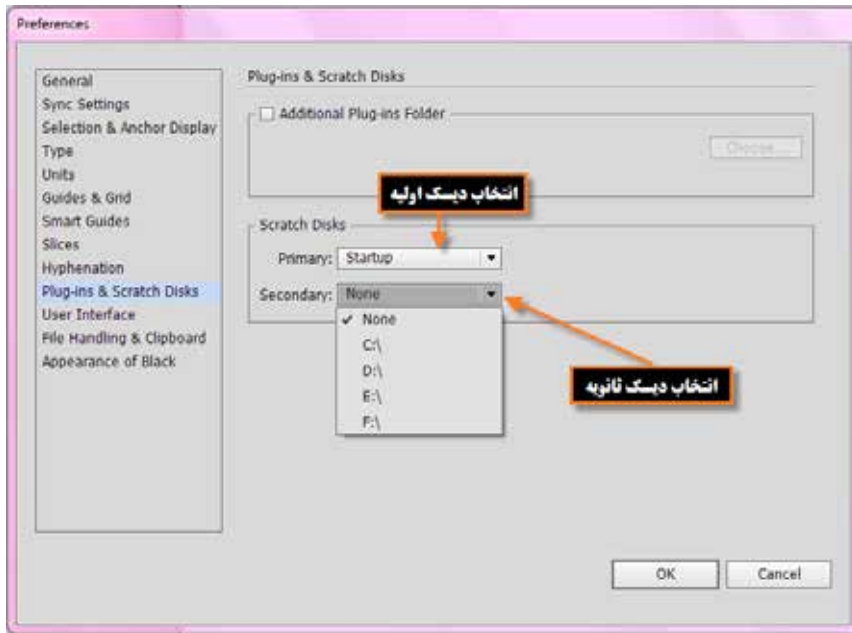 Preferences
General
Sync Settings
Selection & Anchor Display
Type
Units
Guides & Grid
Smart Guides
Slices
Hyphenation
Plug-ins & Scratch Disks
User Interface
File Handling & Clipboard
Appearance of Black
Plug-ins & Scratch Disks
Additional Plug-ins Folder
Choose...
انتخاب دیسک اولیه
Scratch Disks
Primary: Startup
Secondary: None
✓ None
C:\
D:\
E:\
F:\
انتخاب دیسک ثانویه
OK Cancel